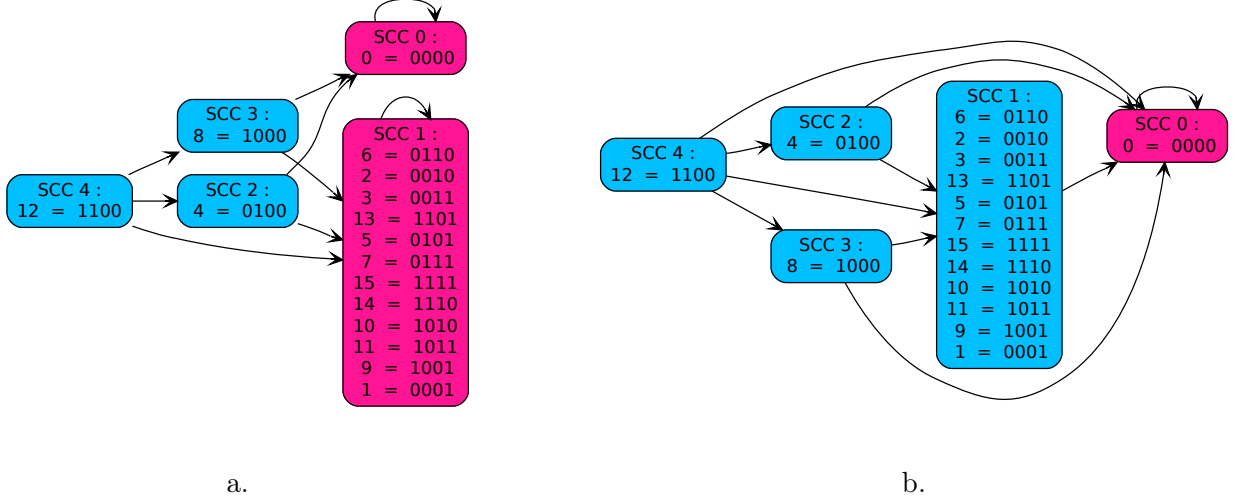 SCC 0 :
0 = 0000
SCC 3 :
8 = 1000
SCC 4 :
12 = 1100
SCC 2 :
4 = 0100
SCC 1 :
6 = 0110
2 = 0010
3 = 0011
13 = 1101
5 = 0101
7 = 0111
15 = 1111
14 = 1110
10 = 1010
11 = 1011
9 = 1001
1 = 0001
a.
SCC 4 :
12 = 1100
SCC 2 :
4 = 0100
SCC 3 :
8 = 1000
SCC 1 :
6 = 0110
2 = 0010
3 = 0011
13 = 1101
5 = 0101
7 = 0111
15 = 1111
14 = 1110
10 = 1010
11 = 1011
9 = 1001
1 = 0001
SCC 0 :
0 = 0000
b.